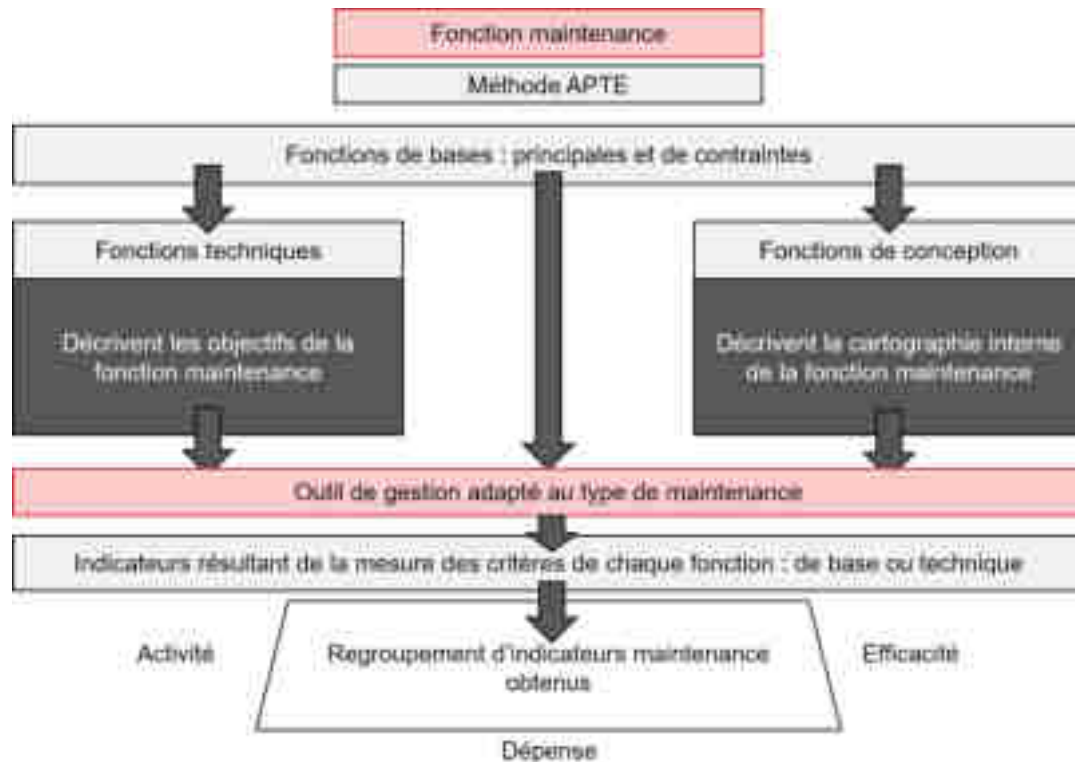 Fonction maintenance
Méthode APTE
Fonctions de bases : principales et de contraintes
Fonctions techniques
Décrivent les objectifs de la
fonction maintenance
Fonctions de conception
Décrivent la cartographie interne
de la fonction maintenance
Outil de gestion adapté au type de maintenance
Indicateurs résultant de la mesure des critères de chaque fonction : de base ou technique
Activité
Regroupement d'indicateurs maintenance
obtenus
Efficacité
Dépense